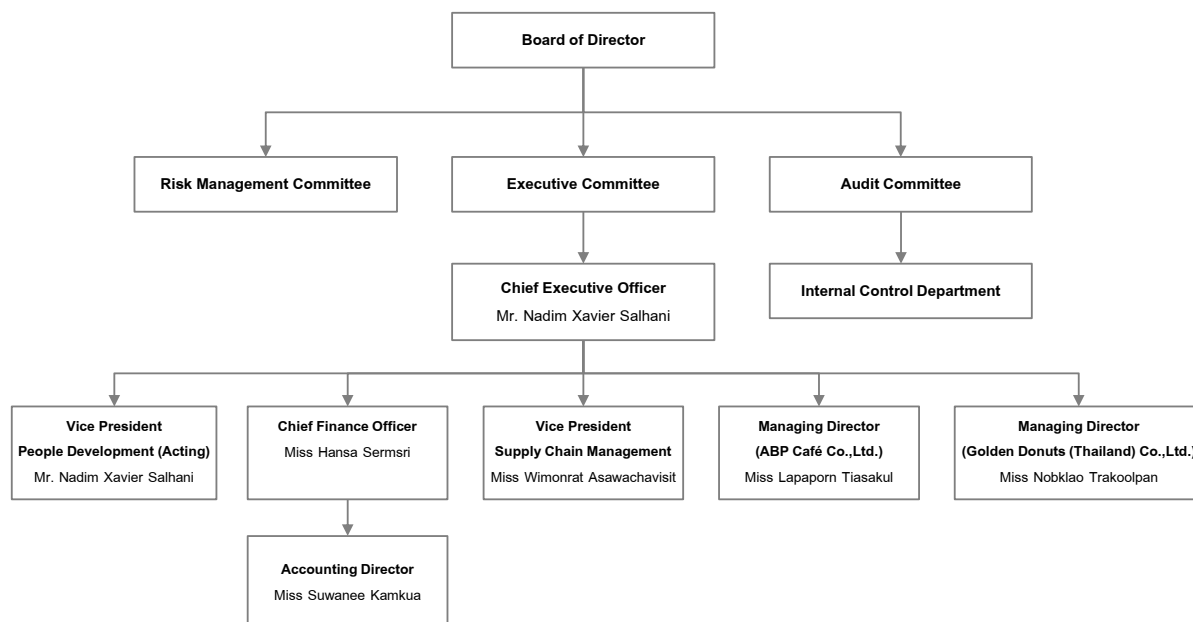 Board of Director
Risk Management Committee
Executive Committee
Audit Committee
Chief Executive Officer
Mr. Nadim Xavier Salhani
Internal Control Department
Vice President
People Development (Acting)
Mr. Nadim Xavier Salhani
Chief Finance Officer
Miss Hansa Sermsri
Vice President
Supply Chain Management
Miss Wimonrat Asawachavisit
Managing Director
(ABP Café Co.,Ltd.)
Miss Lapaporn Tiasakul
Managing Director
(Golden Donuts (Thailand) Co.,Ltd.)
Miss Nobklao Trakoolpan
Accounting Director
Miss Suwanee Kamkua